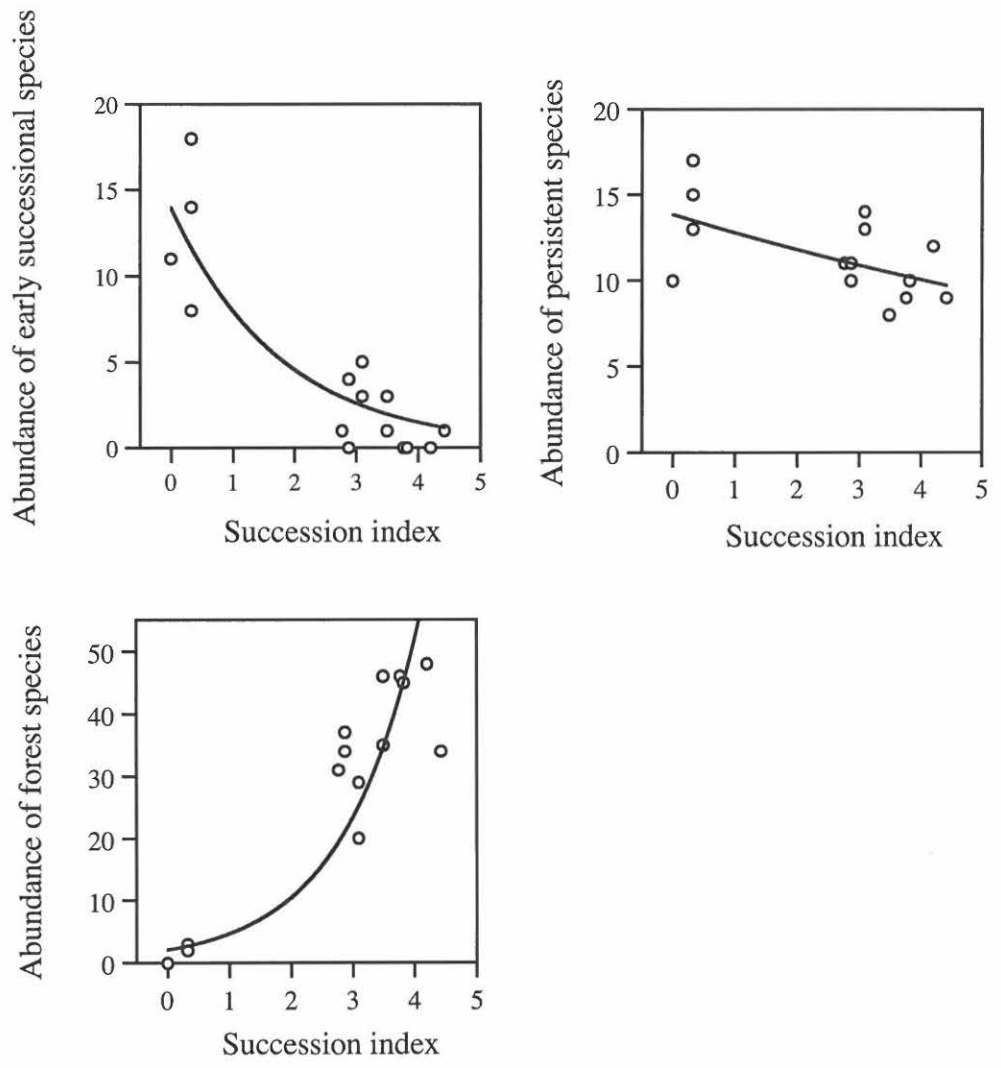 Abundance of early successional species
20
15
10
5
0
0 1 2 3 4 5
Succession index
Abundance of persistent species
20
15
10
5
0
0 1 2 3 4 5
Succession index
Abundance of forest species
50
40
30
20
10
0
0 1 2 3 4 5
Succession index